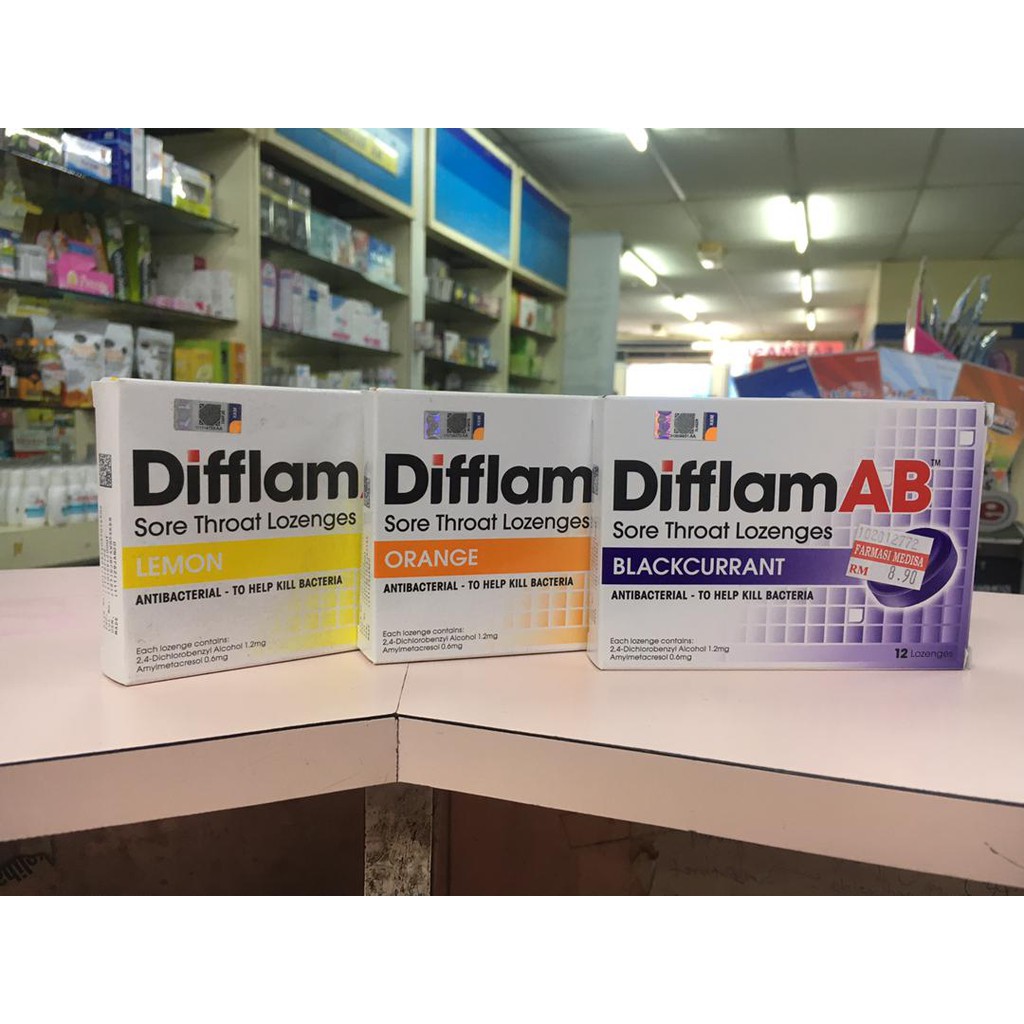 Difflam
Sore Throat Lozenges
LEMON
ANTIBACTERIAL - TO HELP KILL BACTERIA
Each lozenge contains:
2,4-Dichlorobenzyl Alcohol 1.2mg
Amylmetacresol 0.6mg
Difflam
Sore Throat Lozenges
ORANGE
ANTIBACTERIAL - TO HELP KILL BACTERIA
Each lozenge contains:
2,4-Dichlorobenzyl Alcohol 1.2mg
Amylmetacresol 0.6mg
DifflamAB™
Sore Throat Lozenges
BLACKCURRANT
ANTIBACTERIAL - TO HELP KILL BACTERIA
Each lozenge contains:
2,4-Dichlorobenzyl Alcohol 1.2mg
Amylmetacresol 0.6mg
12 Lozenges
102012772
FARMASI MEDISA
RM 8.90